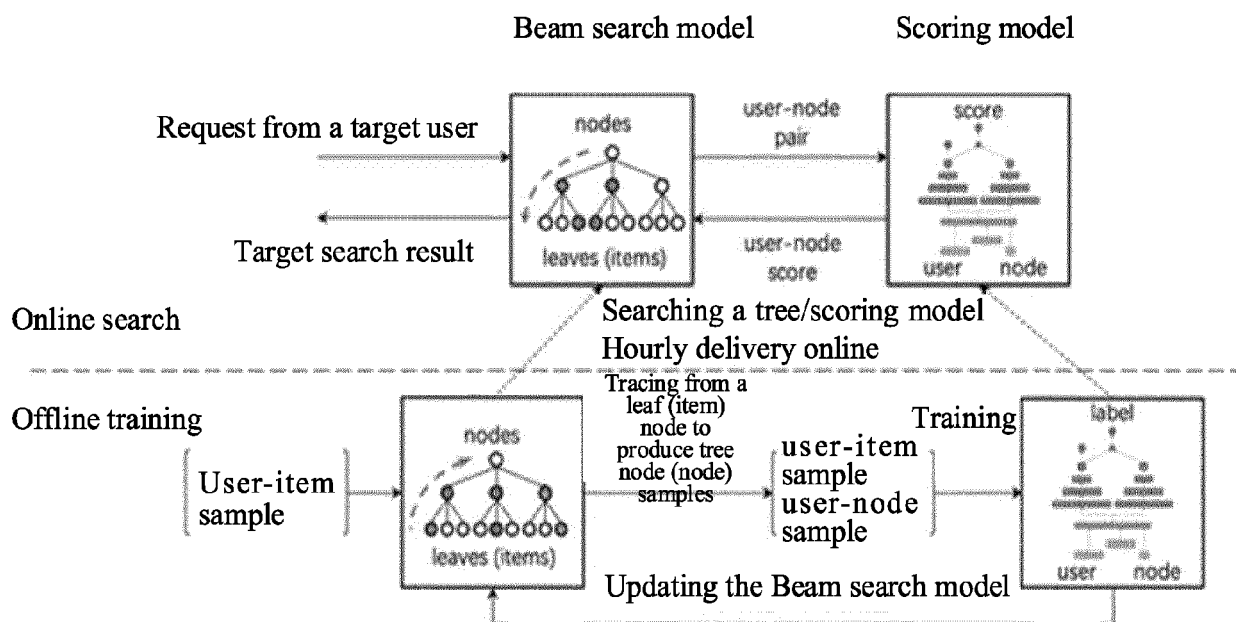 Beam search model
Scoring model
Request from a target user
nodes
leaves (items)
user-node
pair
score
user node
Target search result
user-node
score
Online search
Searching a tree/scoring model
Hourly delivery online
Offline training
User-item
sample
nodes
leaves (items)
Tracing from a
leaf (item)
node to
produce tree
node (node)
samples
user-item
sample
user-node
sample
Training
label
user node
Updating the Beam search model